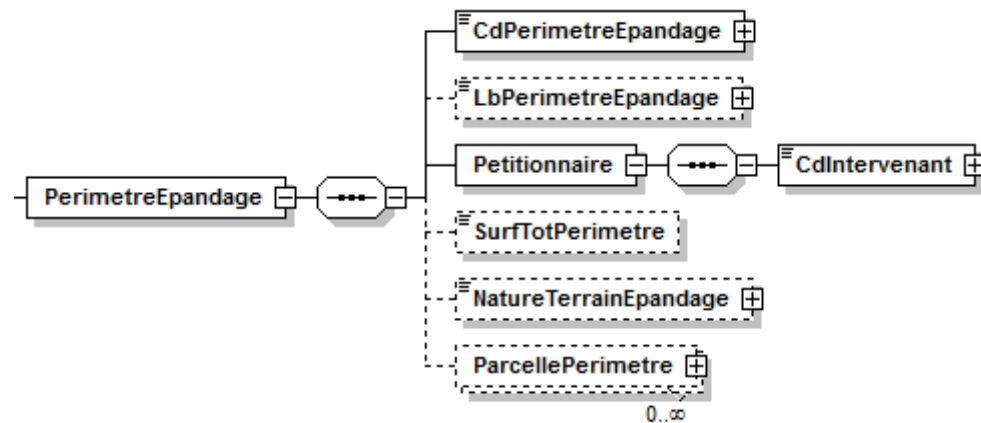 CdPerimetreEpandage
LbPerimetreEpandage
Petitionnaire
CdIntervenant
PerimetreEpandage
SurfTotPerimetre
NatureTerrainEpandage
ParcellePerimetre
0..∞